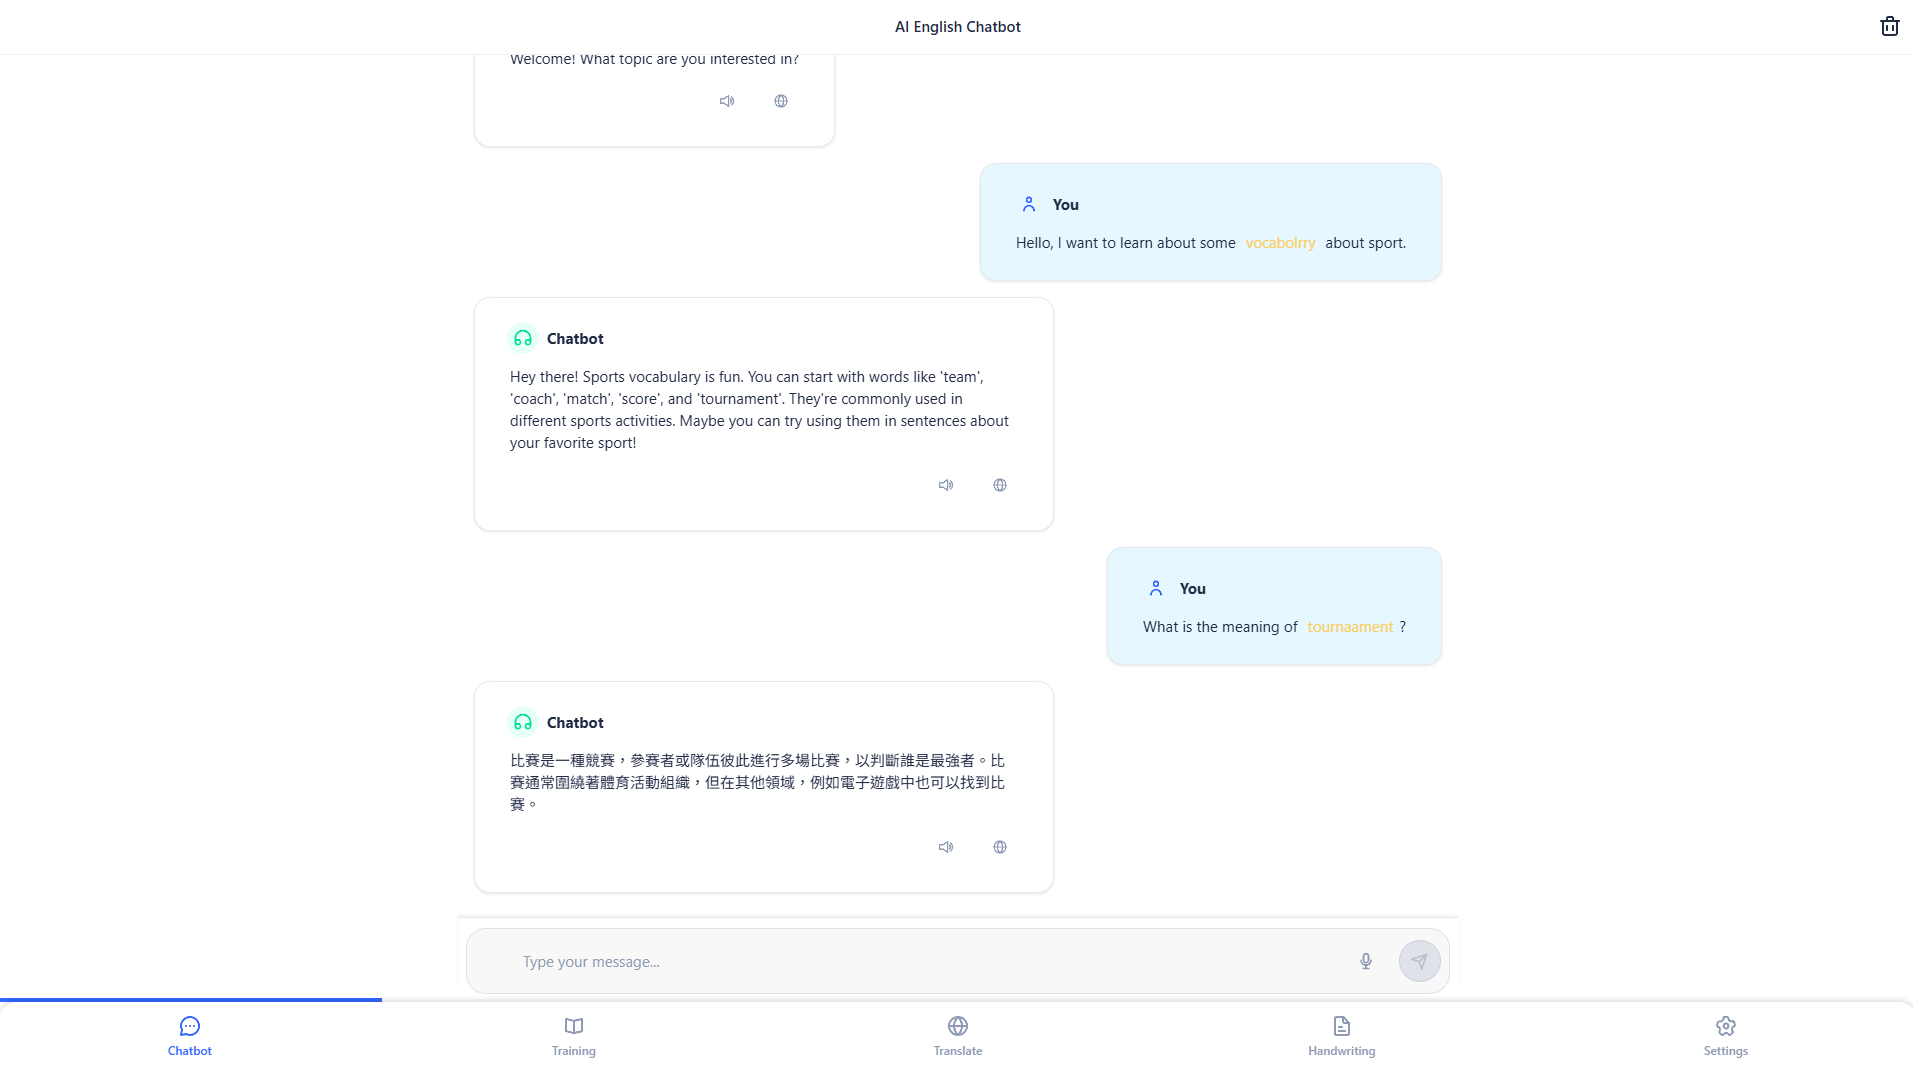 AI English Chatbot
Welcome! What topic are you interested in?
You
Hello, I want to learn about some vocabolrry about sport.
Chatbot
Hey there! Sports vocabulary is fun. You can start with words like 'team',
'coach', 'match', 'score', and 'tournament'. They're commonly used in
different sports activities. Maybe you can try using them in sentences about
your favorite sport!
You
What is the meaning of tournaament ?
Chatbot
比賽是一種競賽，參賽者或隊伍彼此進行多場比賽，以判斷誰是最強者。比
賽通常圍繞著體育活動組織，但在其他領域，例如電子遊戲中也可以找到比
賽。
Type your message...
Chatbot
Training
Translate
Handwriting
Settings